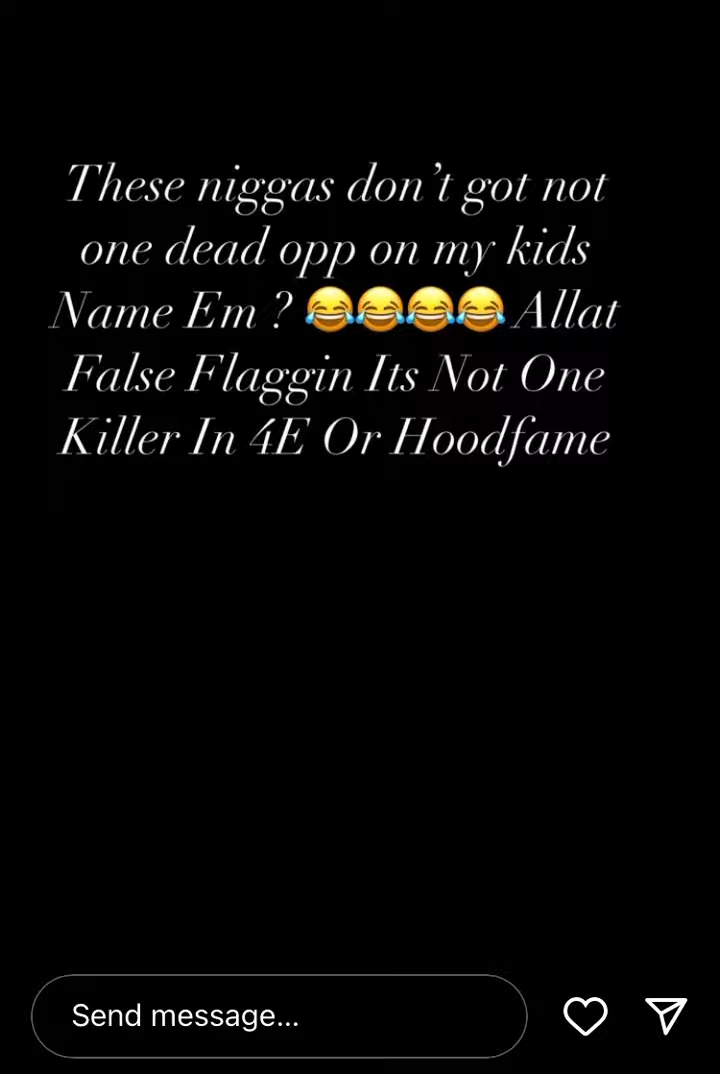 These niggas don’t got not
one dead opp on my kids
Name Em ? 😂😂😂😂 Allat
False Flaggin Its Not One
Killer In 4E Or Hoodfame
Send message...